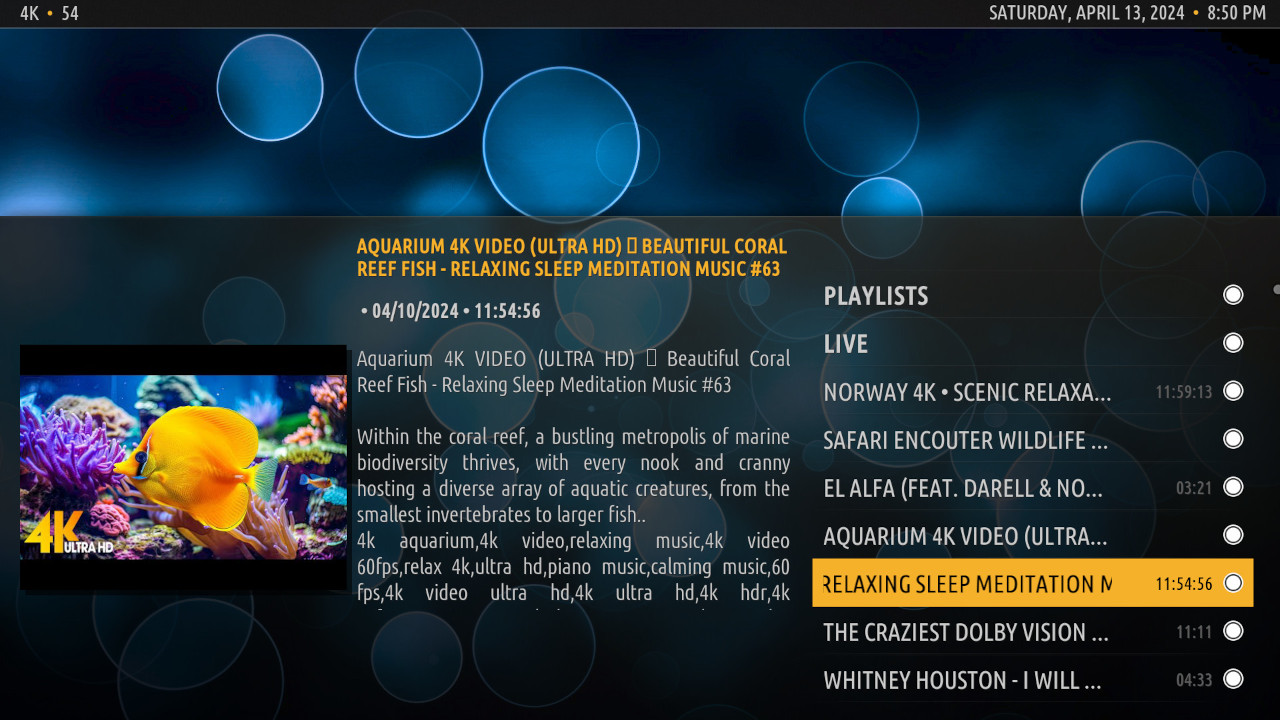 4K • 54
SATURDAY, APRIL 13, 2024 • 8:50 PM
AQUARIUM 4K VIDEO (ULTRA HD) BEAUTIFUL CORAL
REEF FISH - RELAXING SLEEP MEDITATION MUSIC #63
• 04/10/2024 • 11:54:56
Aquarium 4K VIDEO (ULTRA HD) Beautiful Coral
Reef Fish - Relaxing Sleep Meditation Music #63
Within the coral reef, a bustling metropolis of marine
biodiversity thrives, with every nook and cranny
hosting a diverse array of aquatic creatures, from the
smallest invertebrates to larger fish..
4k aquarium,4k video,relaxing music,4k video
60fps,relax 4k,ultra hd,piano music,calming music,60
fps,4k video ultra hd,4k ultra hd,4k hdr,4k
4K ULTRA HD
PLAYLISTS
LIVE
NORWAY 4K • SCENIC RELAXA... 11:59:13
SAFARI ENCOUTER WILDLIFE ...
EL ALFA (FEAT. DARELL & NO... 03:21
AQUARIUM 4K VIDEO (ULTRA...
RELAXING SLEEP MEDITATION M 11:54:56
THE CRAZIEST DOLBY VISION ... 11:11
WHITNEY HOUSTON - I WILL ... 04:33